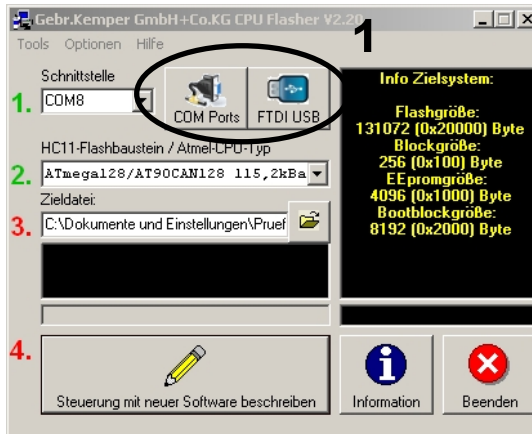 Gebr.Kemper GmbH+Co.KG CPU Flasher V2.20
1
Tools Optionen Hilfe
Schnittstelle
1. COM8
COM Ports
FTDI USB
HC11-Flashbaustein / Atmel-CPU-Typ
2. ATmega128/AT90CAN128 115,2kBa
Zieldatei:
3. C:\Dokumente und Einstellungen\Pruef
4.
Steuerung mit neuer Software beschreiben
Info Zielsystem:
Flashgröße:
131072 (0x20000) Byte
Blockgröße:
256 (0x100) Byte
EEpromgröße:
4096 (0x1000) Byte
Bootblockgröße:
8192 (0x2000) Byte
Information
Beenden